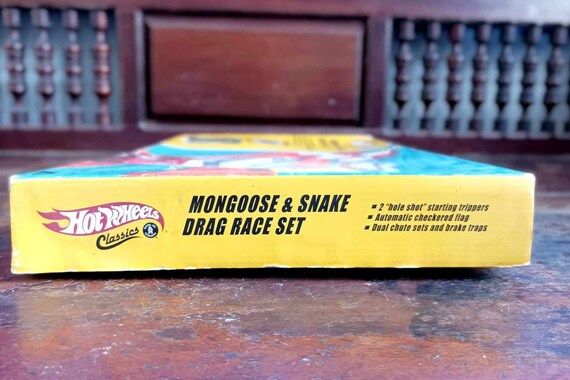 Hot Wheels
Classics
MONGOOSE & SNAKE
DRAG RACE SET
▪ 2 "hole shot" starting trippers
▪ Automatic checkered flag
▪ Dual chute sets and brake traps